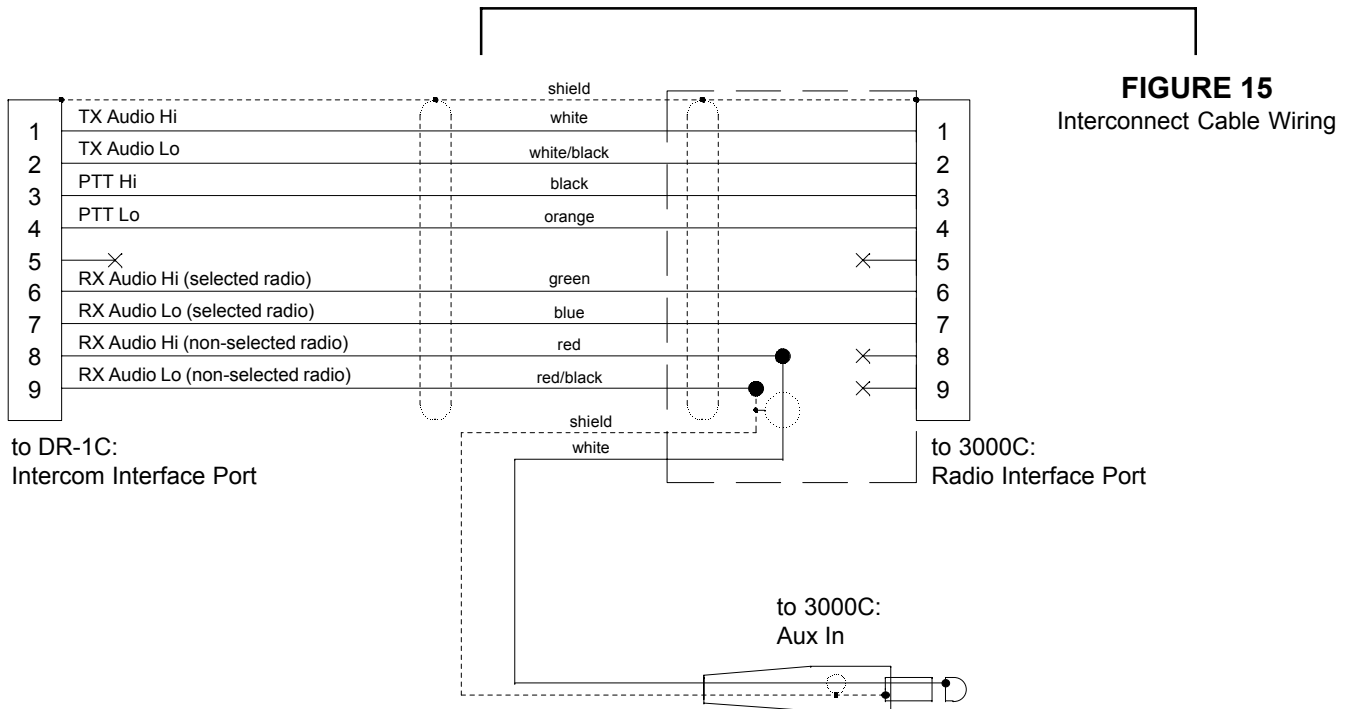 FIGURE 15
Interconnect Cable Wiring
shield
1 TX Audio Hi white 1
2 TX Audio Lo white/black 2
3 PTT Hi black 3
4 PTT Lo orange 4
5 5
6 RX Audio Hi (selected radio) green 6
7 RX Audio Lo (selected radio) blue 7
8 RX Audio Hi (non-selected radio) red 8
9 RX Audio Lo (non-selected radio) red/black 9
shield
white
to DR-1C:
Intercom Interface Port
to 3000C:
Radio Interface Port
to 3000C:
Aux In